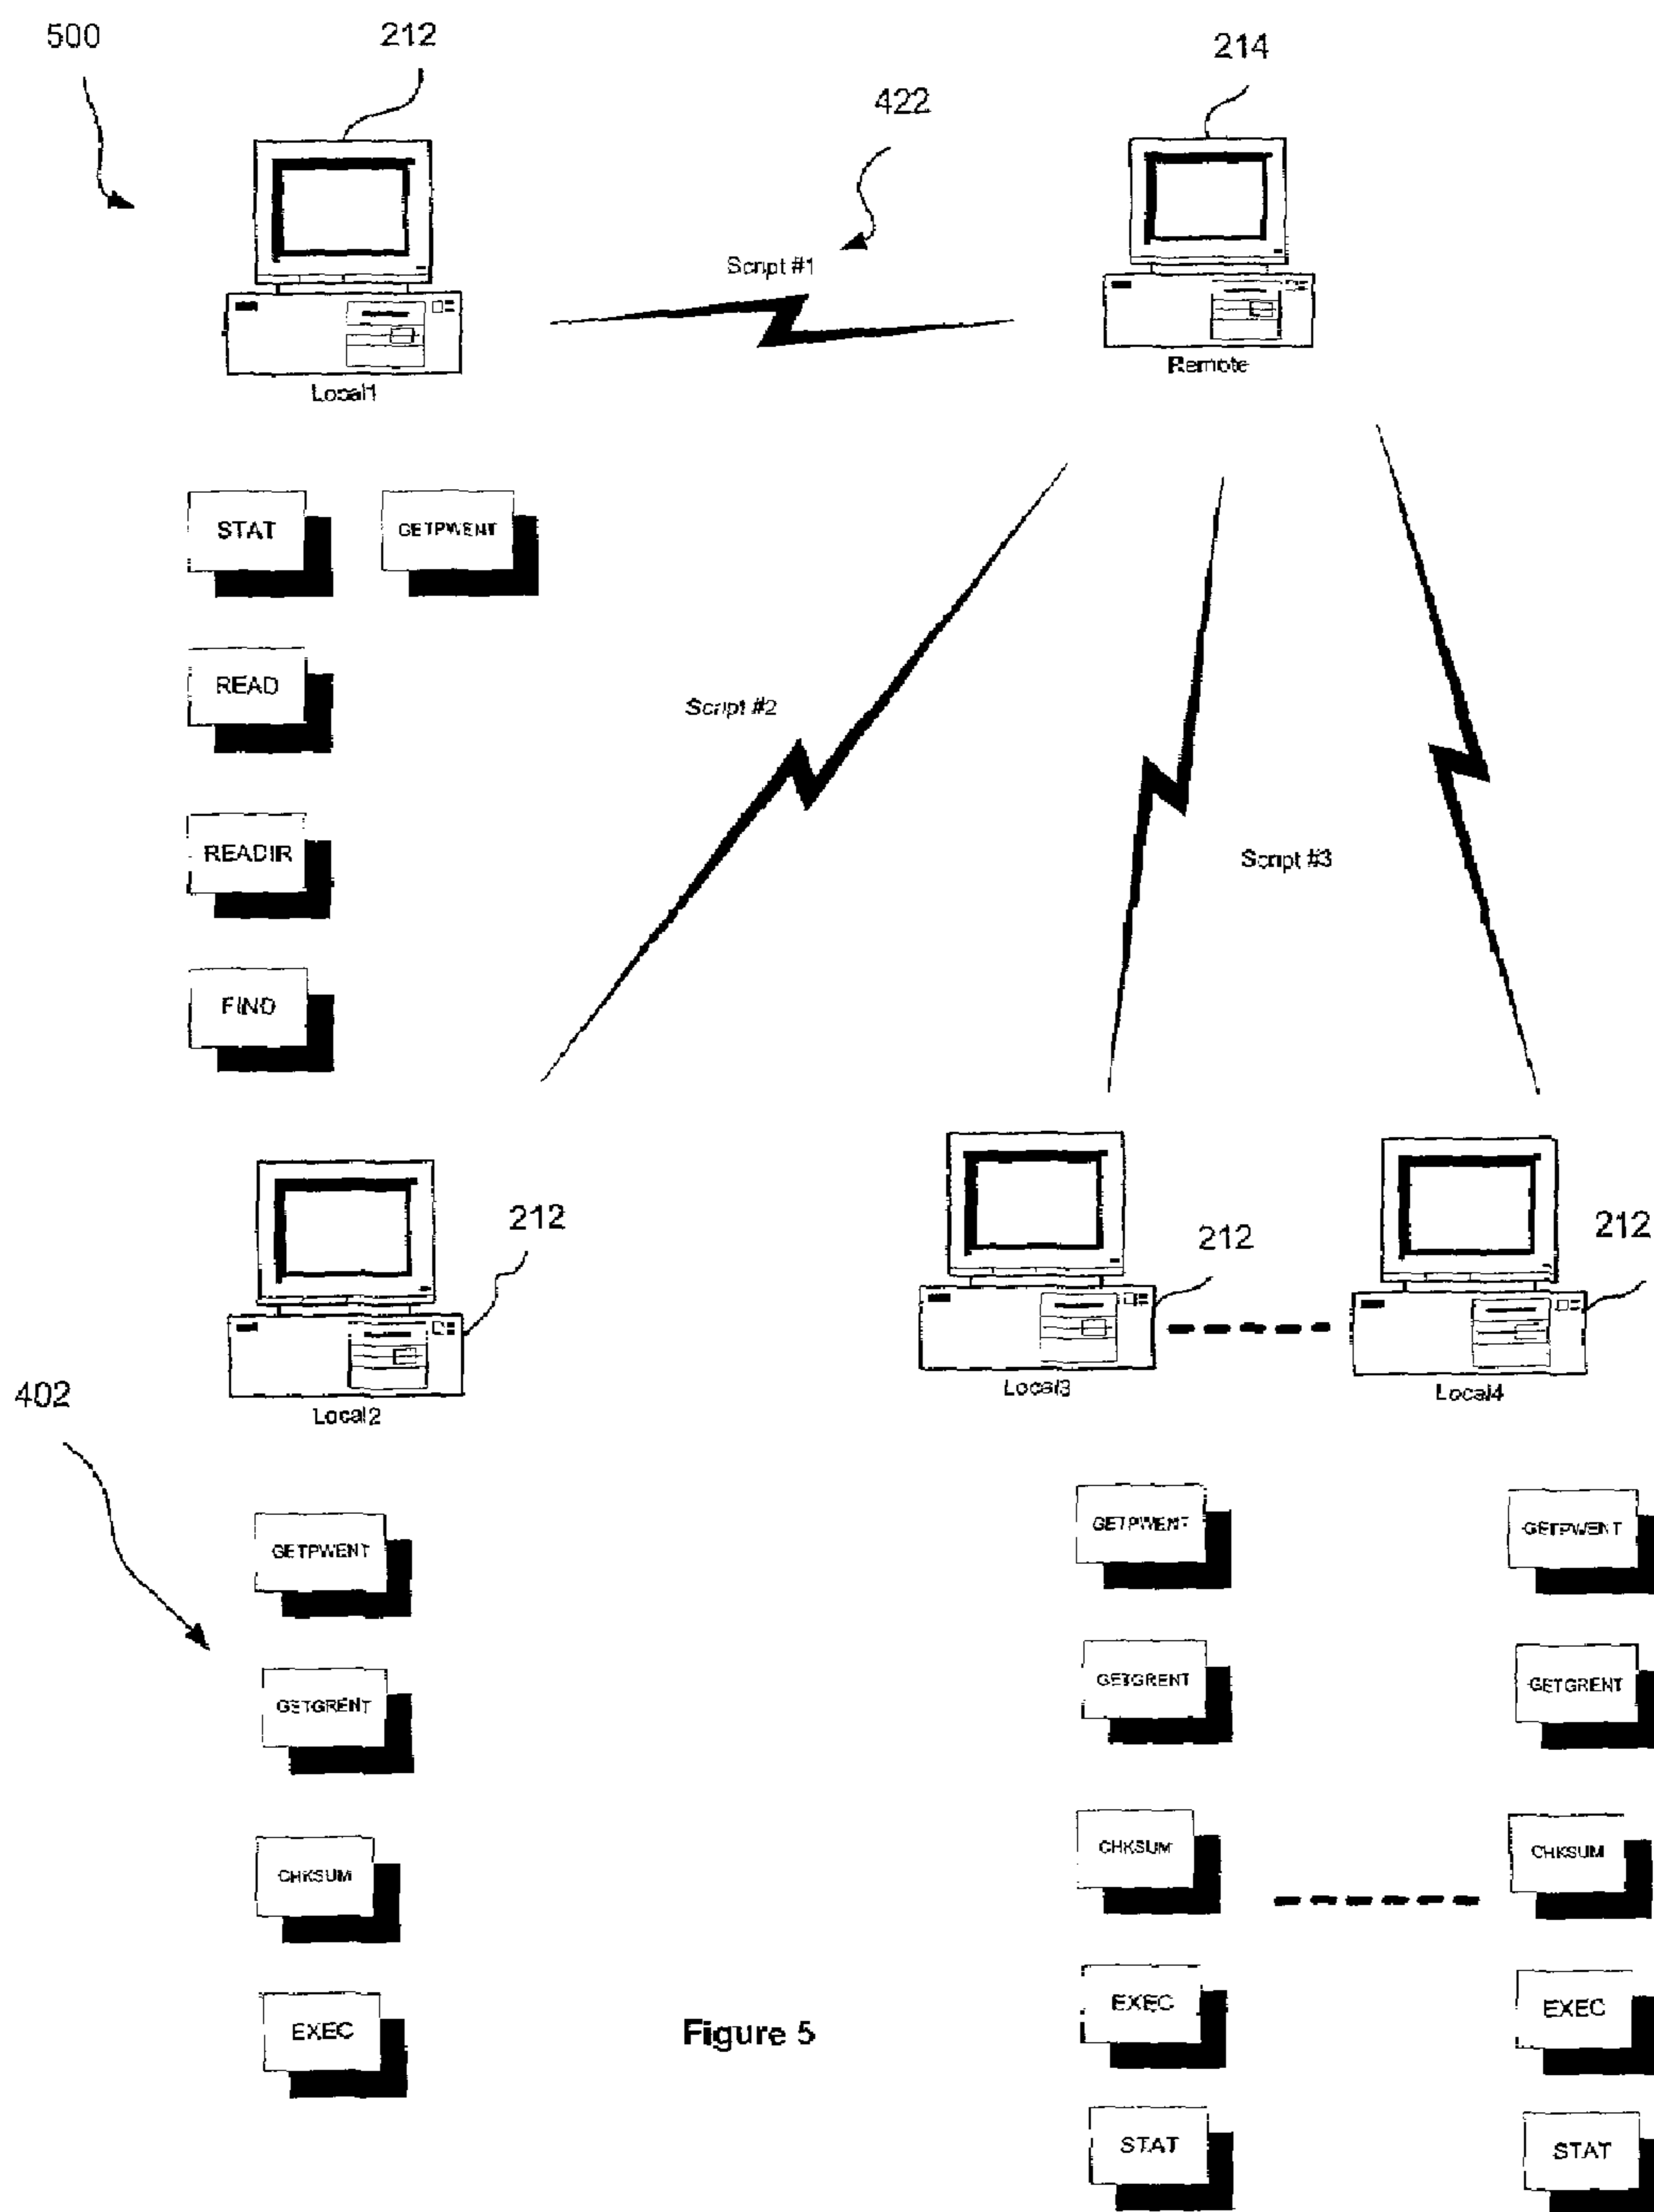 500
212
214
422
Script #1
Local1
Remote
STAT
GETPWENT
READ
Script #2
READIR
Script #3
FIND
212
212
212
Local2
Local3
Local4
402
GETPWENT
GETPWENT
GETPWENT
GETGRENT
GETGRENT
GETGRENT
CHKSUM
CHKSUM
CHKSUM
EXEC
EXEC
EXEC
Figure 5
STAT
STAT